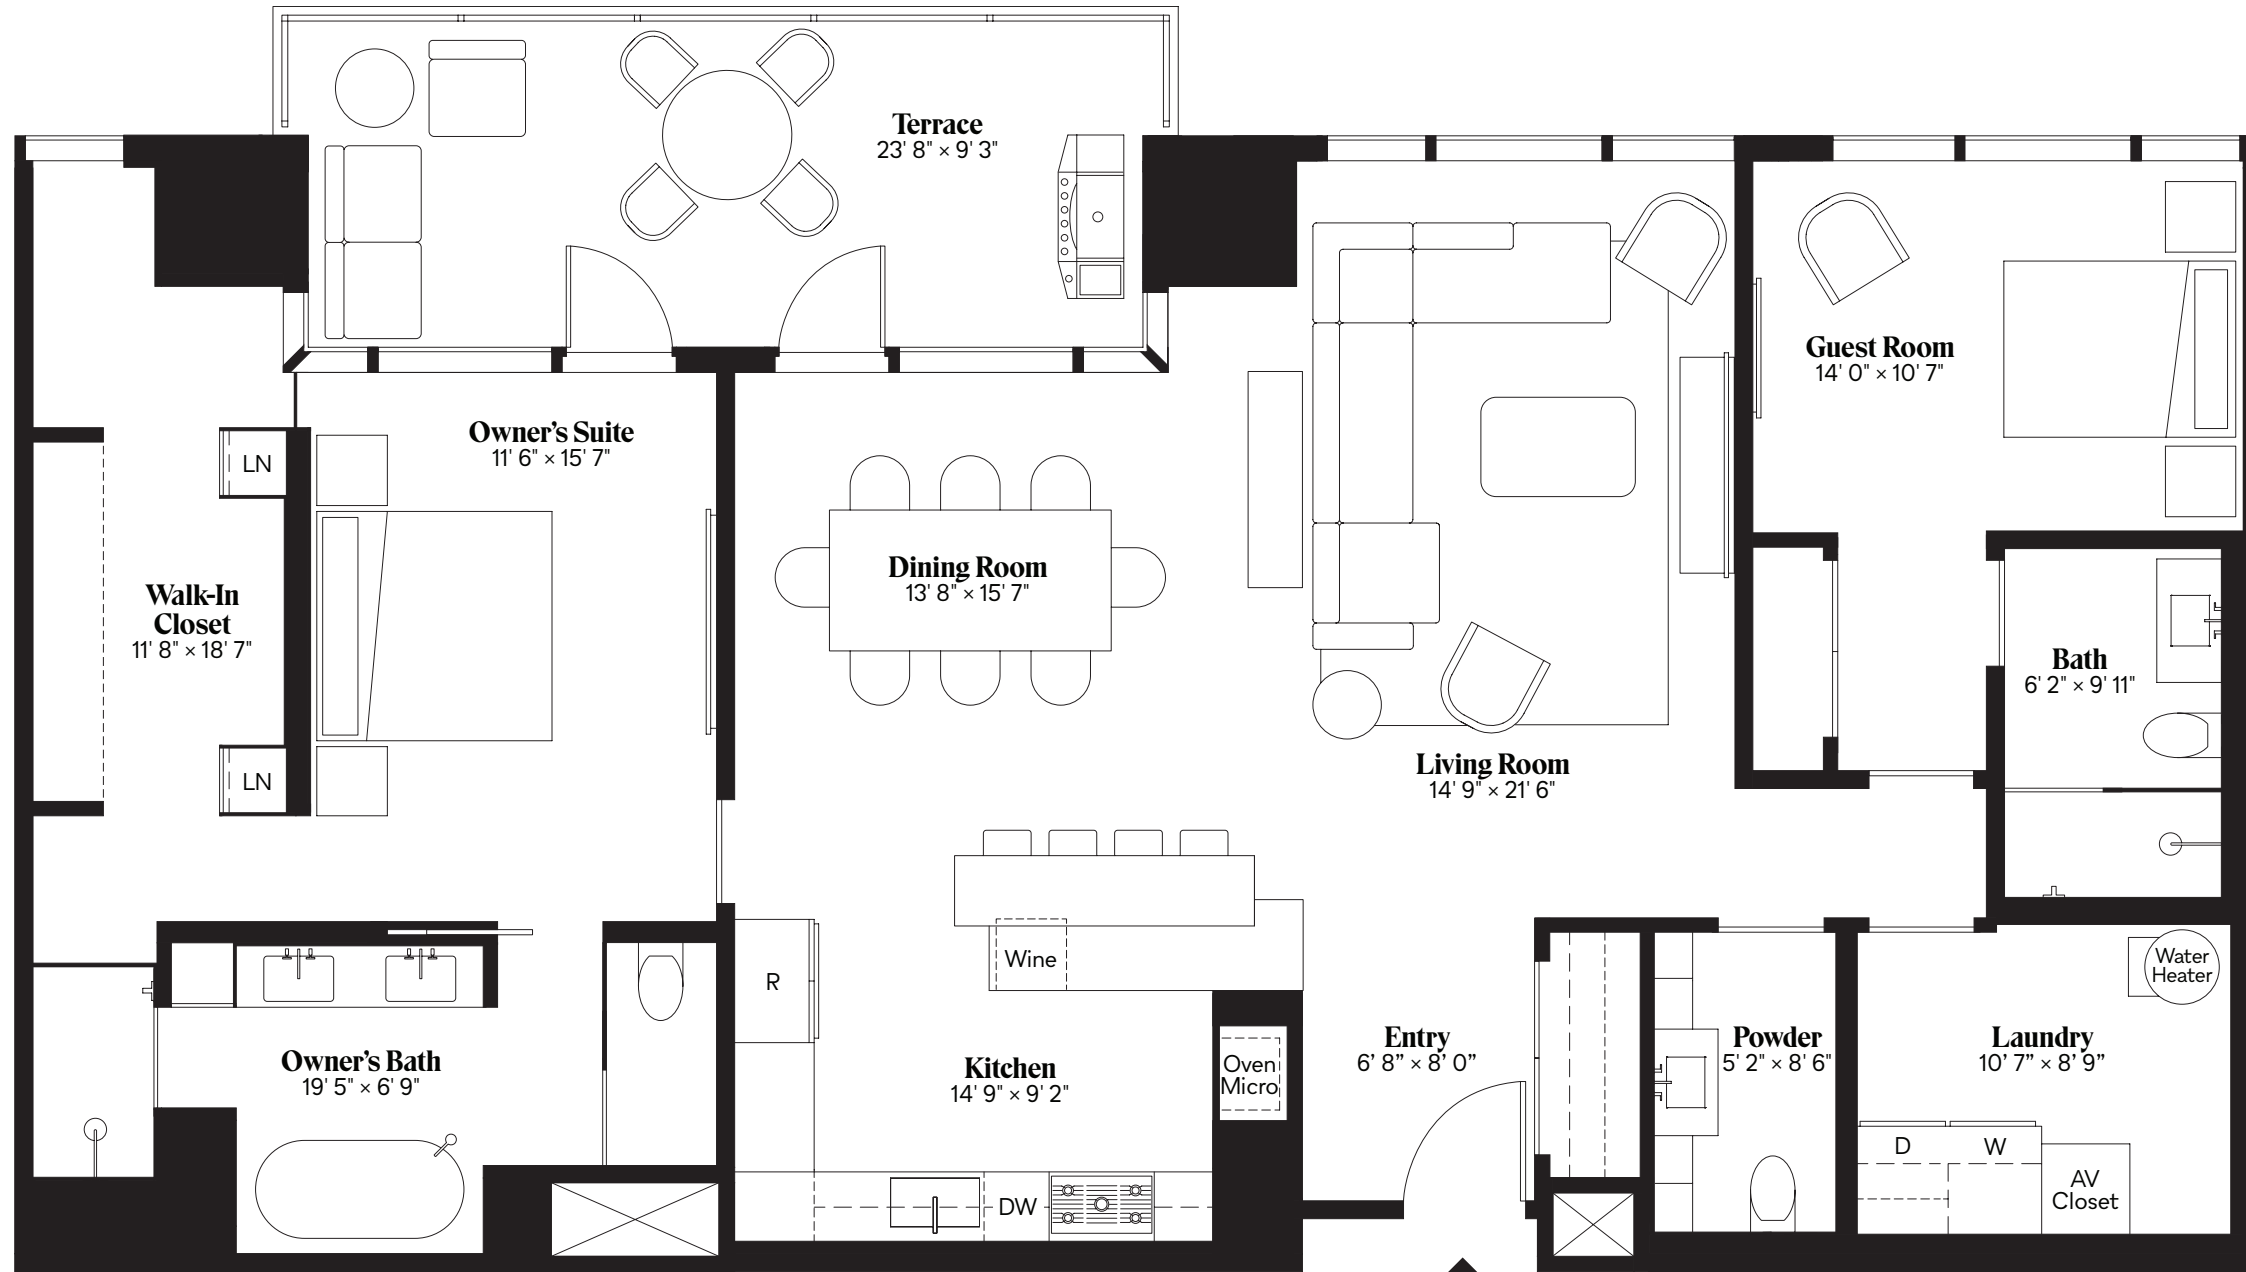 Terrace
23' 8" × 9' 3"
Guest Room
14' 0" × 10' 7"
Owner's Suite
11' 6" × 15' 7"
LN
Dining Room
13' 8" × 15' 7"
Walk-In
Closet
11' 8" × 18' 7"
Bath
6' 2" × 9' 11"
LN
Living Room
14' 9" × 21' 6"
Wine
R
Water
Heater
Owner's Bath
19' 5" × 6' 9"
Kitchen
14' 9" × 9' 2"
Oven
Micro
Entry
6’ 8” × 8’ 0”
Powder
5' 2" × 8' 6"
Laundry
10’ 7” × 8’ 9”
D
W
AV
Closet
DW